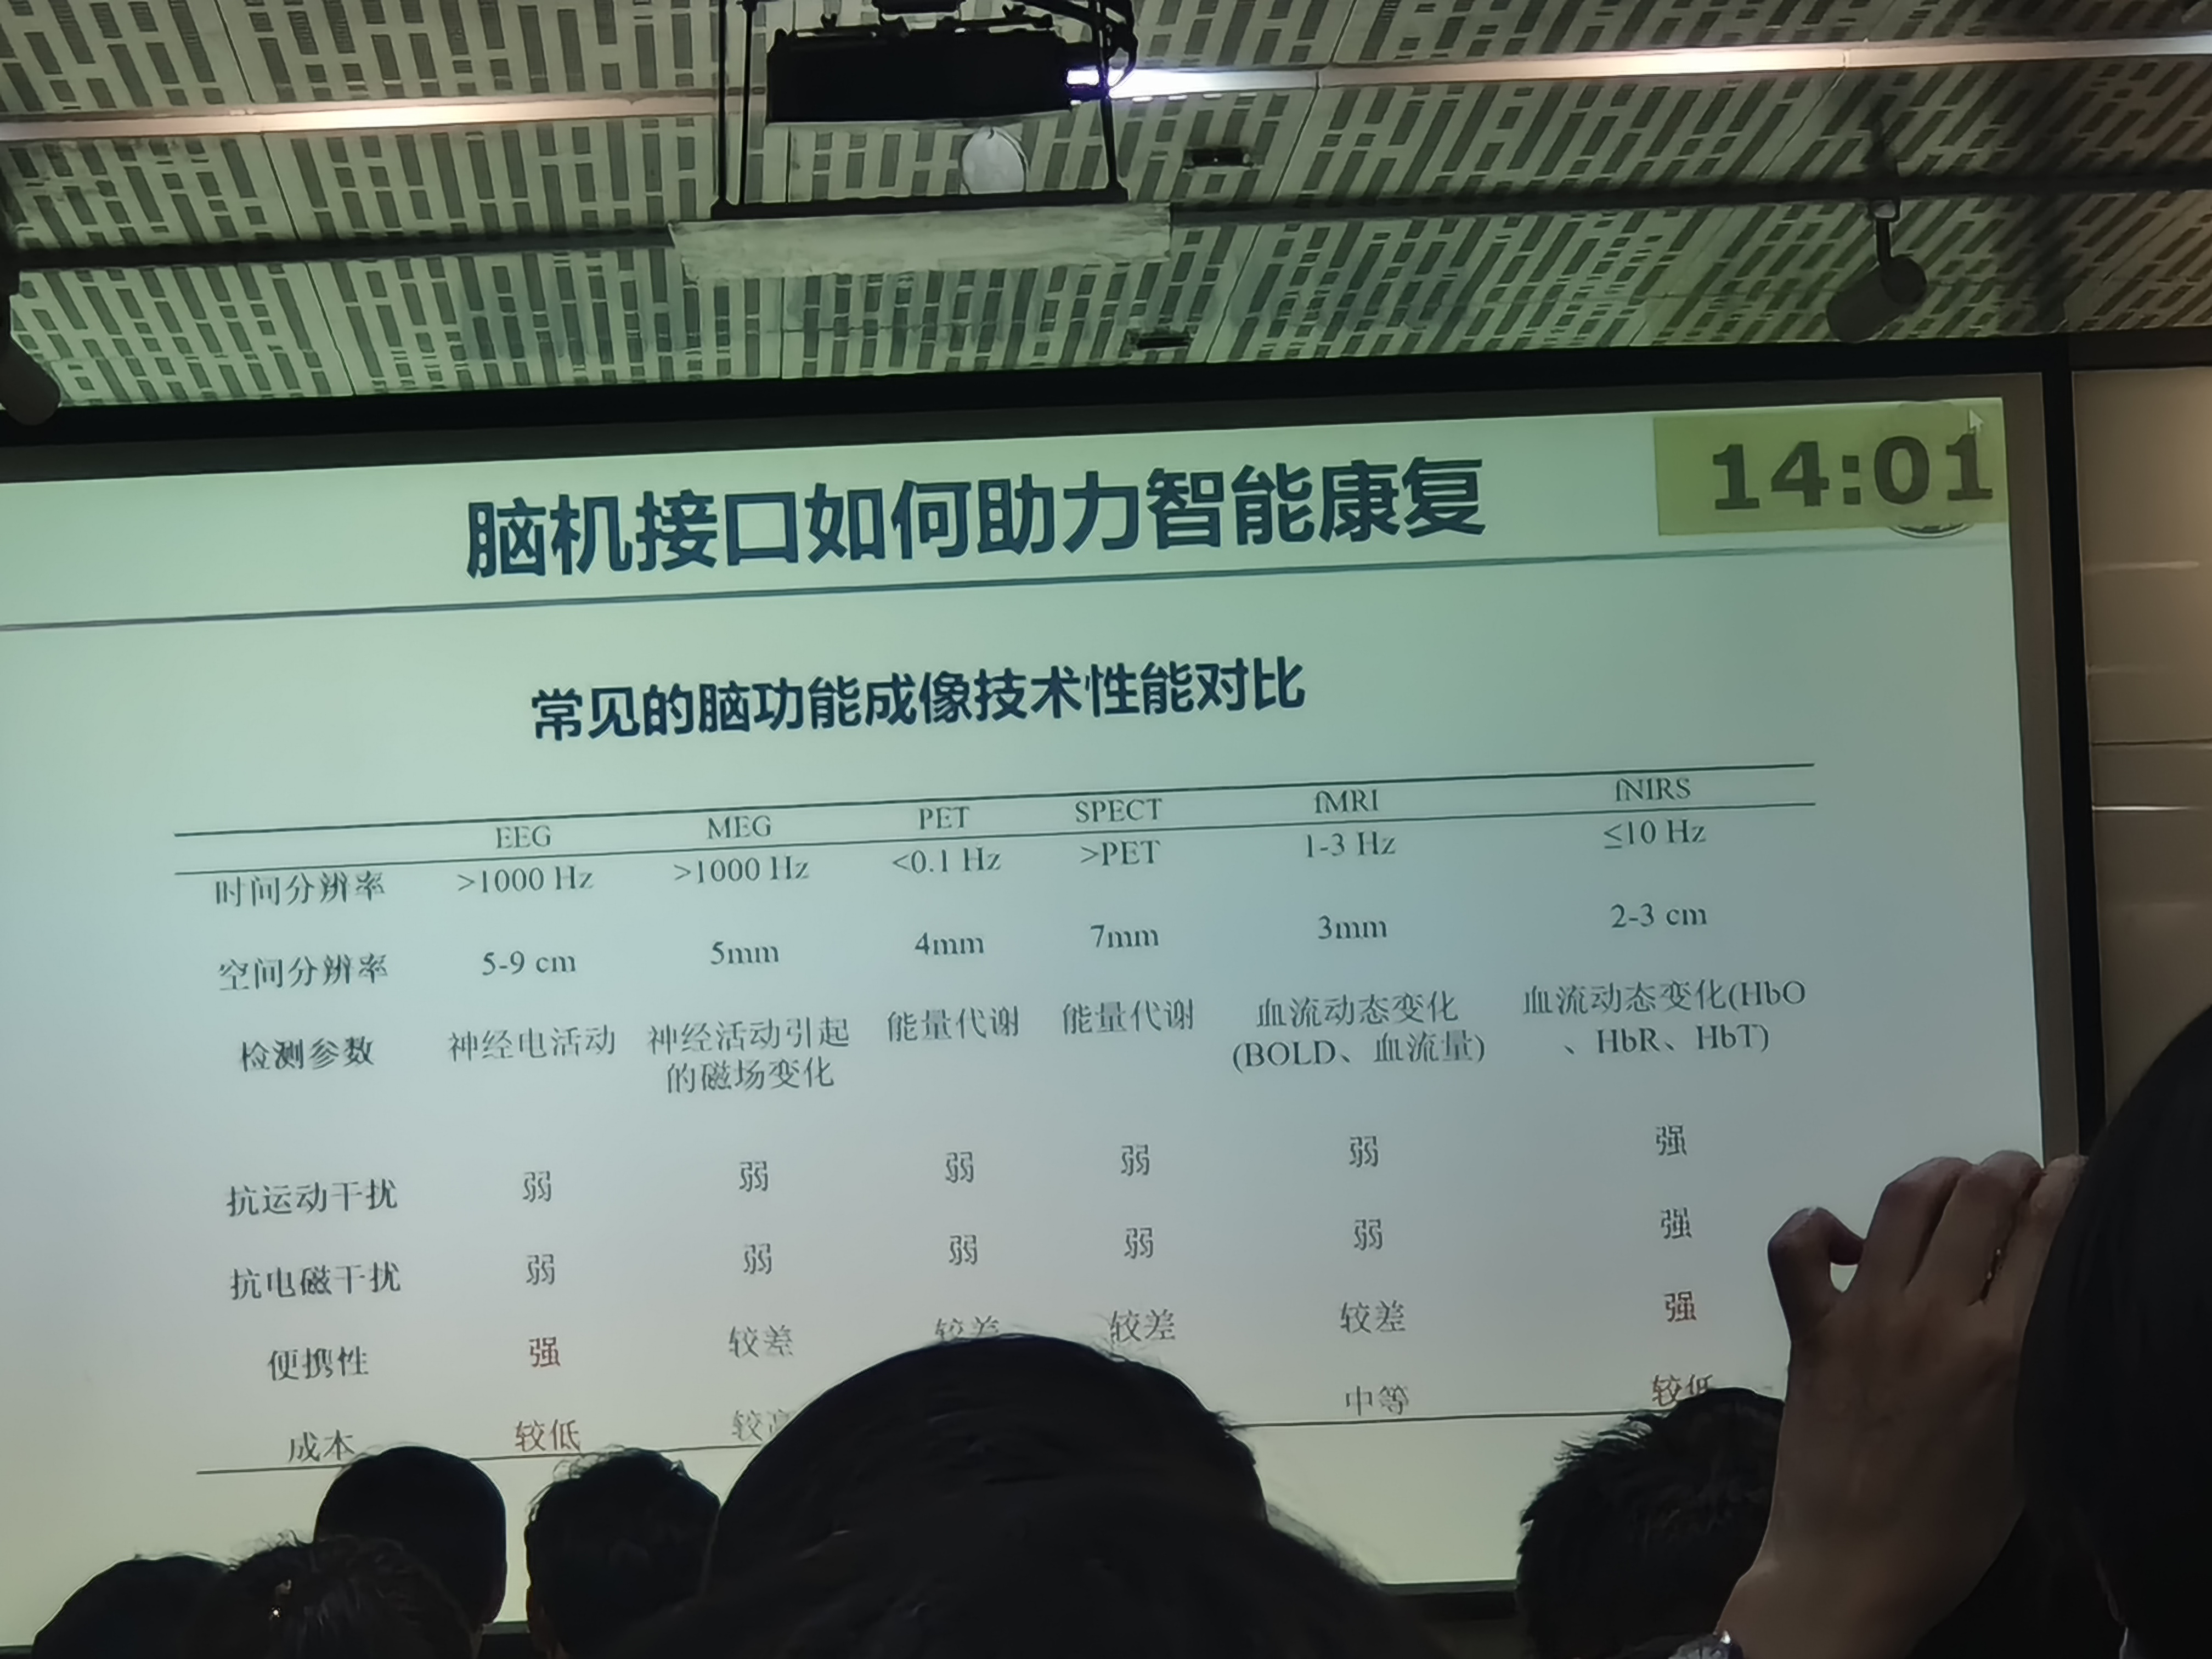 脑机接口如何助力智能康复
14:01
常见的脑功能成像技术性能对比
EEG MEG PET SPECT fMRI fNIRS
时间分辨率 >1000 Hz >1000 Hz <0.1 Hz >PET 1-3 Hz ≤10 Hz
空间分辨率 5-9 cm 5mm 4mm 7mm 3mm 2-3 cm
检测参数 神经电活动 神经活动引起 能量代谢 能量代谢 血流动态变化 血流动态变化(HbO
的磁场变化 (BOLD、血流量) 、HbR、HbT)
抗运动干扰 弱 弱 弱 弱 弱 强
抗电磁干扰 弱 弱 弱 弱 弱 强
便携性 强 较差 较差 较差 较差 强
成本 较低 较高 中等 较低